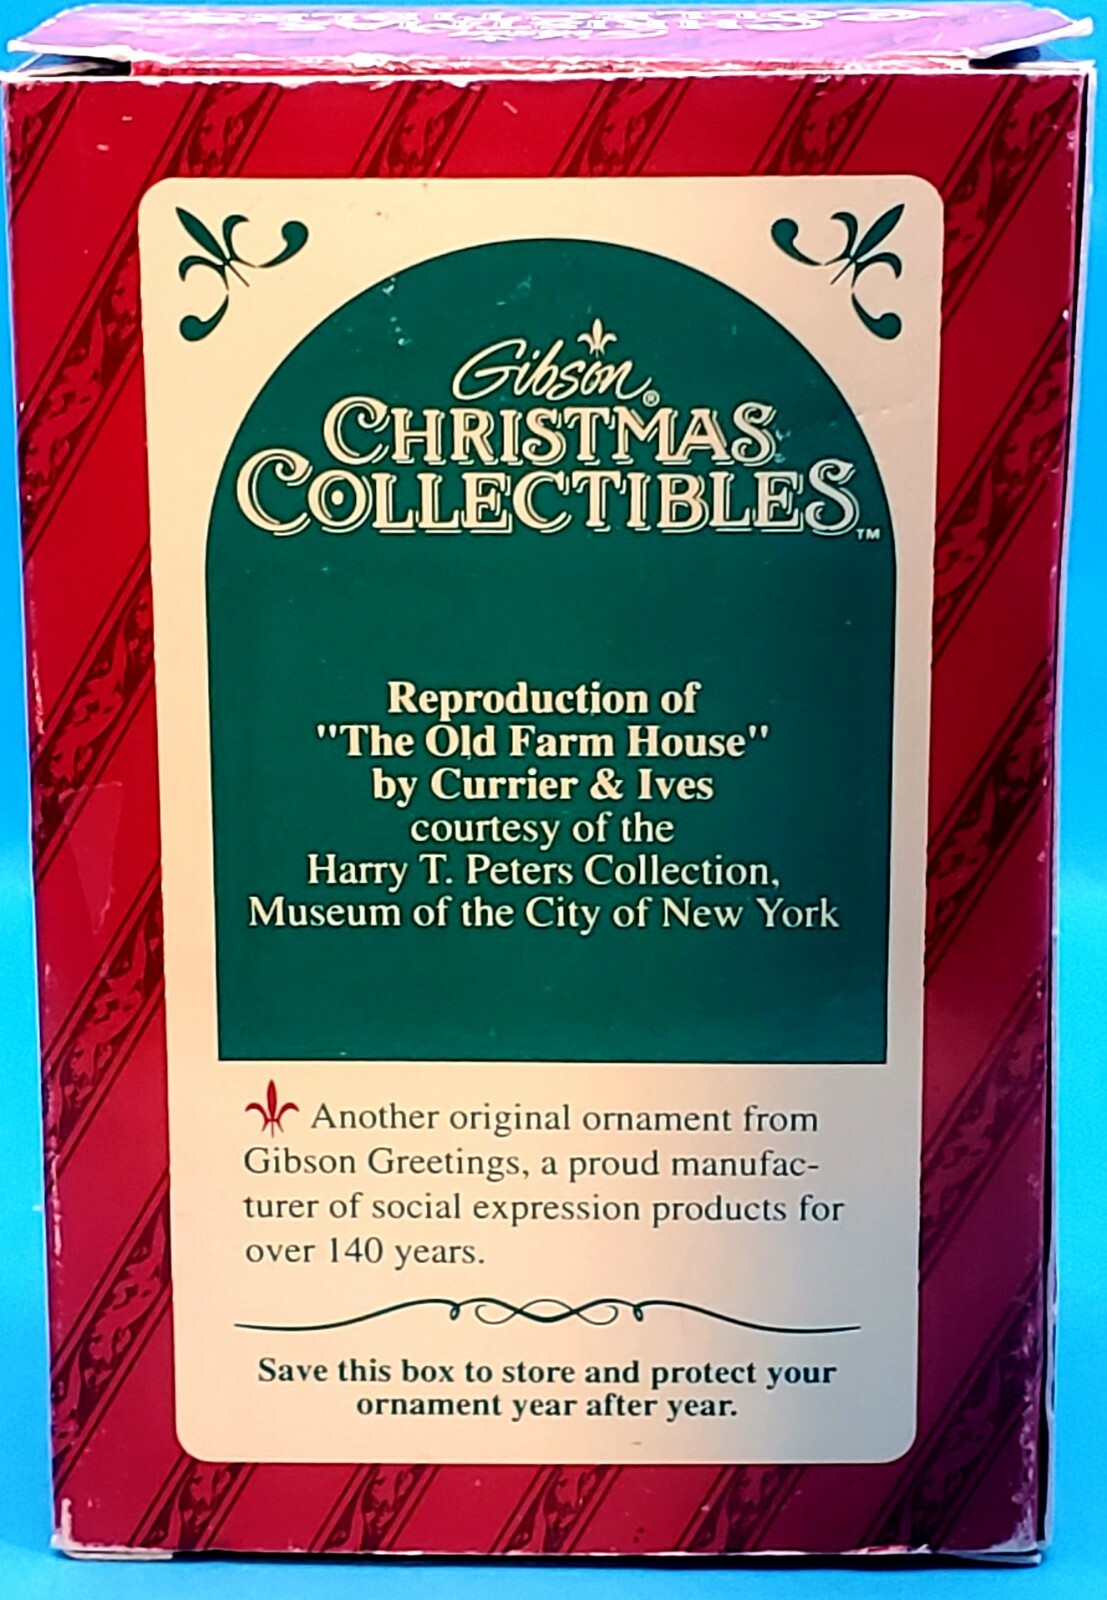 Gibson®
CHRISTMAS
COLLECTIBLES™
Reproduction of
"The Old Farm House"
by Currier & Ives
courtesy of the
Harry T. Peters Collection,
Museum of the City of New York
Another original ornament from
Gibson Greetings, a proud manufac-
turer of social expression products for
over 140 years.
Save this box to store and protect your
ornament year after year.